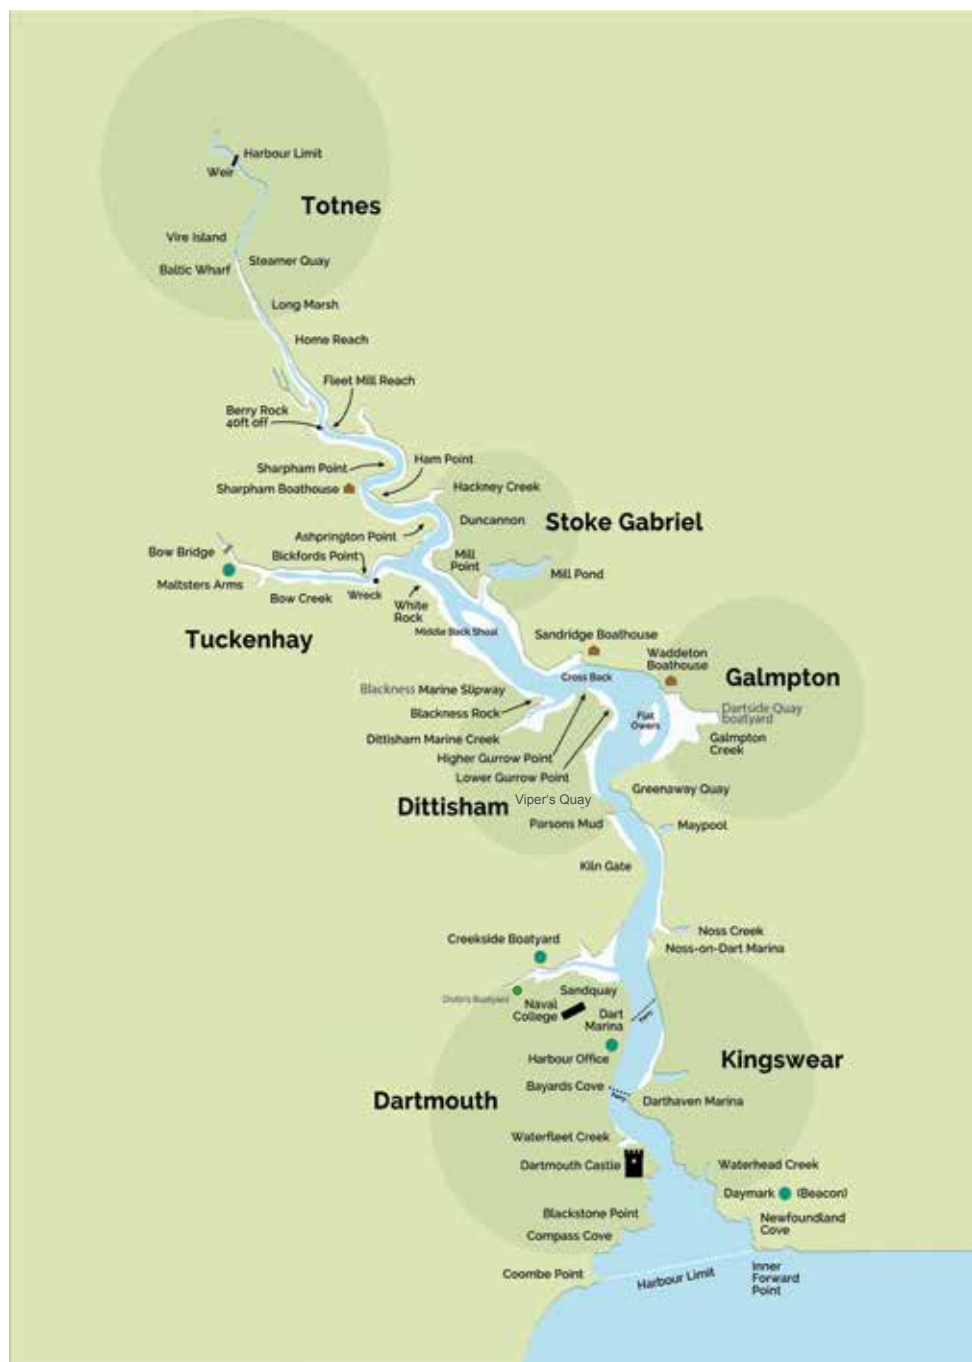 Harbour Limit
Weir
Totnes
Vire Island
Steamer Quay
Baltic Wharf
Long Marsh
Home Reach
Fleet Mill Reach
Berry Rock
40ft off
Ham Point
Sharpham Point
Sharpham Boathouse
Hackney Creek
Duncannon
Stoke Gabriel
Ashprington Point
Bow Bridge
Bickfords Point
Mill
Point
Mill Pond
Maltsters Arms
Bow Creek
Wreck
White
Rock
Middle Back Shoal
Tuckenhay
Sandridge Boathouse
Waddeton
Boathouse
Galmpton
Cross Back
Blackness Marine Slipway
Blackness Rock
Flat
Owers
Dartside Quay
boatyard
Dittisham Marine Creek
Galmpton
Creek
Higher Gurrow Point
Lower Gurrow Point
Greenaway Quay
Dittisham
Viper's Quay
Parsons Mud
Maypool
Kiln Gate
Noss Creek
Creekside Boatyard
Noss-on-Dart Marina
Sandquay
Naval
College
Dart
Marina
Ferry
Harbour Office
Kingswear
Bayards Cove
Ferry
Darthaven Marina
Dartmouth
Waterfleet Creek
Dartmouth Castle
Waterhead Creek
Daymark (Beacon)
Blackstone Point
Newfoundland
Cove
Compass Cove
Coombe Point
Harbour Limit
Inner
Forward
Point